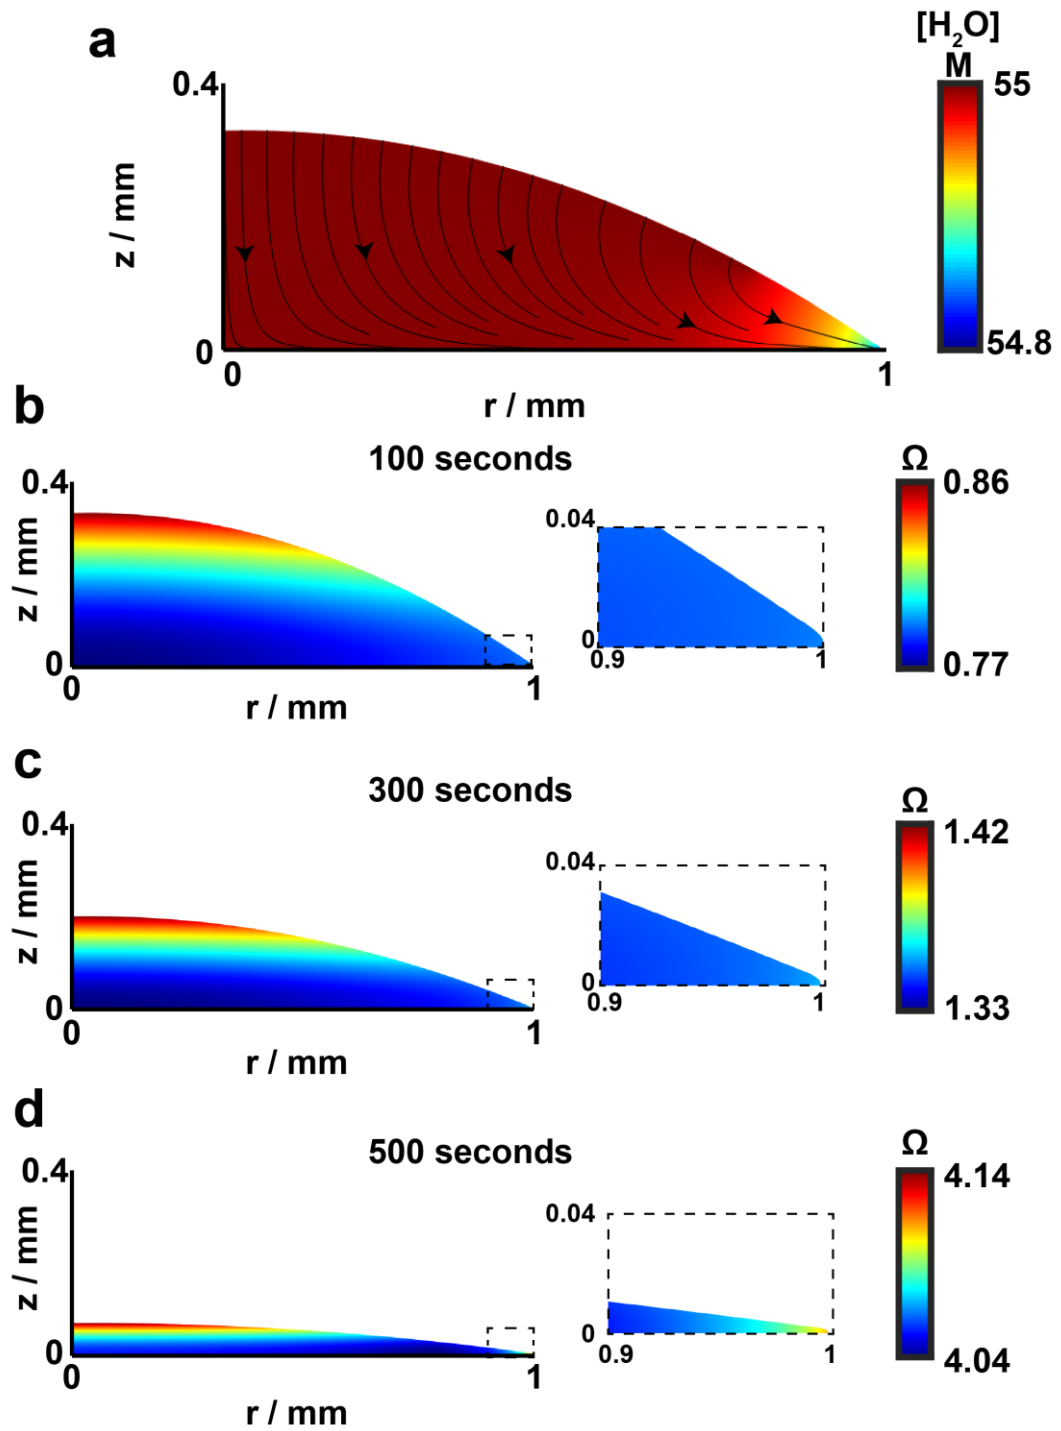 a
[H₂O]
M
55
54.8
0.4
0
z / mm
0
1
r / mm
b
100 seconds
0.4
0
z / mm
0
1
r / mm
0.04
0
0.9
1
Ω
0.86
0.77
c
300 seconds
0.4
0
z / mm
0
1
r / mm
0.04
0
0.9
1
Ω
1.42
1.33
d
500 seconds
0.4
0
z / mm
0
1
r / mm
0.04
0
0.9
1
Ω
4.14
4.04